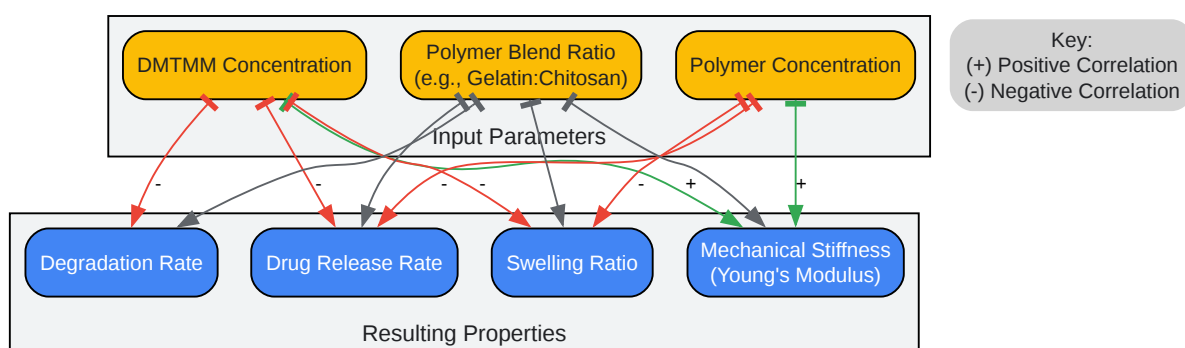 DMTMM Concentration
Polymer Blend Ratio
(e.g., Gelatin:Chitosan)
Polymer Concentration
Input Parameters
Key:
(+) Positive Correlation
(-) Negative Correlation
-
-
-
-
-
+
+
Degradation Rate
Drug Release Rate
Swelling Ratio
Mechanical Stiffness
(Young's Modulus)
Resulting Properties